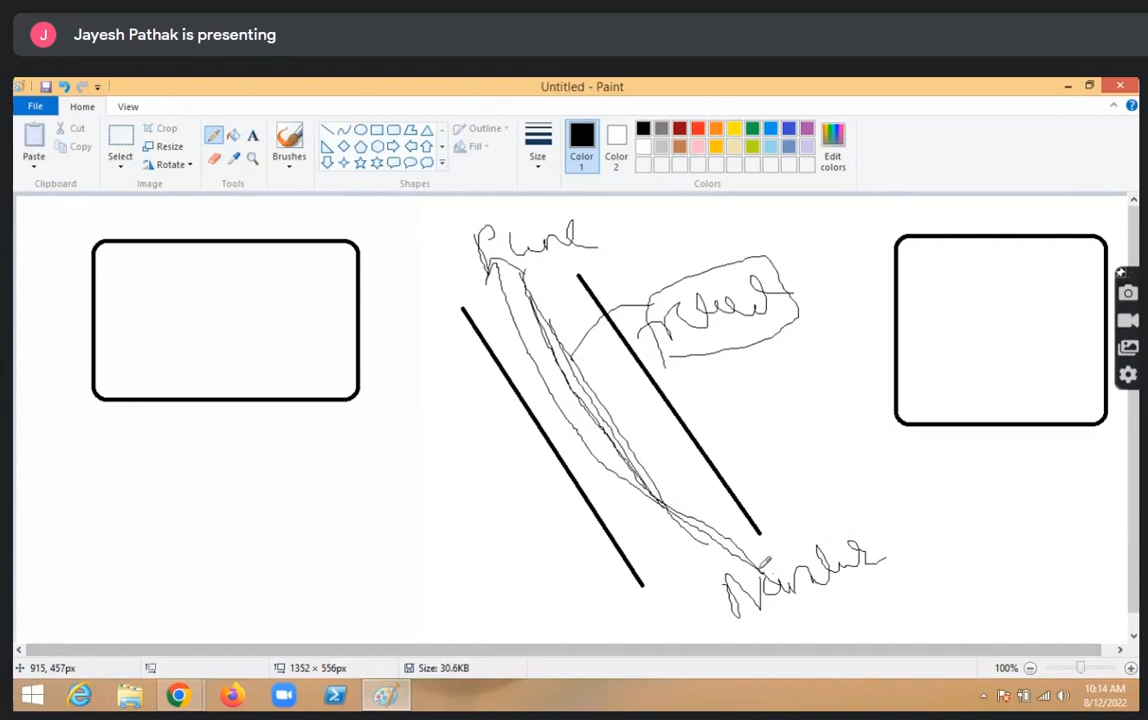 J Jayesh Pathak is presenting
Untitled - Paint
File Home View
Paste
Cut
Copy
Clipboard
Select
Crop
Resize
Rotate
Image
A
Tools
Brushes
Shapes
Outline
Fill
Size
Color 1
Color 2
Edit colors
Colors
915, 457px
1352 × 556px
Size: 30.6KB
100%
10:14 AM
8/12/2022